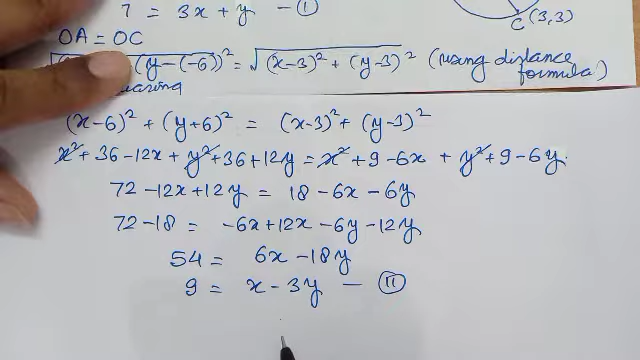 7 = 3x + y — (I)
C (3,3)
OA = OC
(y-(-6))² = √(x-3)² + (y-3)² (using distance formula)
(x-6)² + (y+6)² = (x-3)² + (y-3)²
x² + 36 - 12x + y² + 36 + 12y = x² + 9 - 6x + y² + 9 - 6y.
72 - 12x + 12y = 18 - 6x - 6y
72 - 18 = -6x + 12x - 6y - 12y
54 = 6x - 18y
9 = x - 3y — (II)